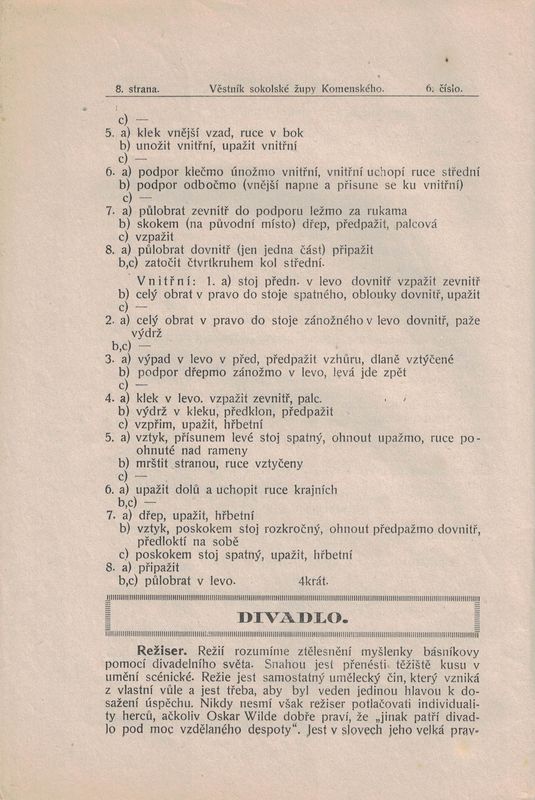 8. strana. Věstník sokolské župy Komenského. 6. číslo.
c) —
5. a) klek vnější vzad, ruce v bok
b) unožit vnitřní, upažit vnitřní
c) —
6. a) podpor klečmo únožmo vnitřní, vnitřní uchopí ruce střední
b) podpor odbočmo (vnější napne a přisune se ku vnitřní)
c) —
7. a) půlobrat zevnitř do podporu ležmo za rukama
b) skokem (na původní místo) dřep, předpažit, palcová
c) vzpažit
8. a) půlobrat dovnitř (jen jedna část) připažit
b,c) zatočit čtvrtkruhem kol střední.
Vnitřní: 1. a) stoj předn. v levo dovnitř vzpažit zevnitř
b) celý obrat v pravo do stoje spatného, oblouky dovnitř, upažit
c) —
2. a) celý obrat v pravo do stoje zánožného v levo dovnitř, paže
výdrž
b,c) —
3. a) výpad v levo v před, předpažit vzhůru, dlaně vztýčené
b) podpor dřepmo zánožmo v levo, levá jde zpět
c) —
4. a) klek v levo. vzpažit zevnitř, palc.
b) výdrž v kleku, předklon, předpažit
c) vzpřim, upažit, hřbetní
5. a) vztyk, přísunem levé stoj spatný, ohnout upažmo, ruce po-
ohnuté nad rameny
b) mrštit stranou, ruce vztyčeny
c) —
6. a) upažit dolů a uchopit ruce krajních
b,c) —
7. a) dřep, upažit, hřbetní
b) vztyk, poskokem stoj rozkročný, ohnout předpažmo dovnitř,
předloktí na sobě
c) poskokem stoj spatný, upažit, hřbetní
8. a) připažit
b,c) půlobrat v levo. 4krát.
DIVADLO.
Režiser. Režií rozumíme ztělesnění myšlenky básníkovy
pomocí divadelního světa. Snahou jest přenésti těžiště kusu v
umění scénické. Režie jest samostatný umělecký čin, který vzniká
z vlastní vůle a jest třeba, aby byl veden jedinou hlavou k do-
sažení úspěchu. Nikdy nesmí však režiser potlačovati individuali-
ty herců, ačkoliv Oskar Wilde dobře praví, že „jinak patří divad-
lo pod moc vzdělaného despoty“. Jest v slovech jeho velká prav-